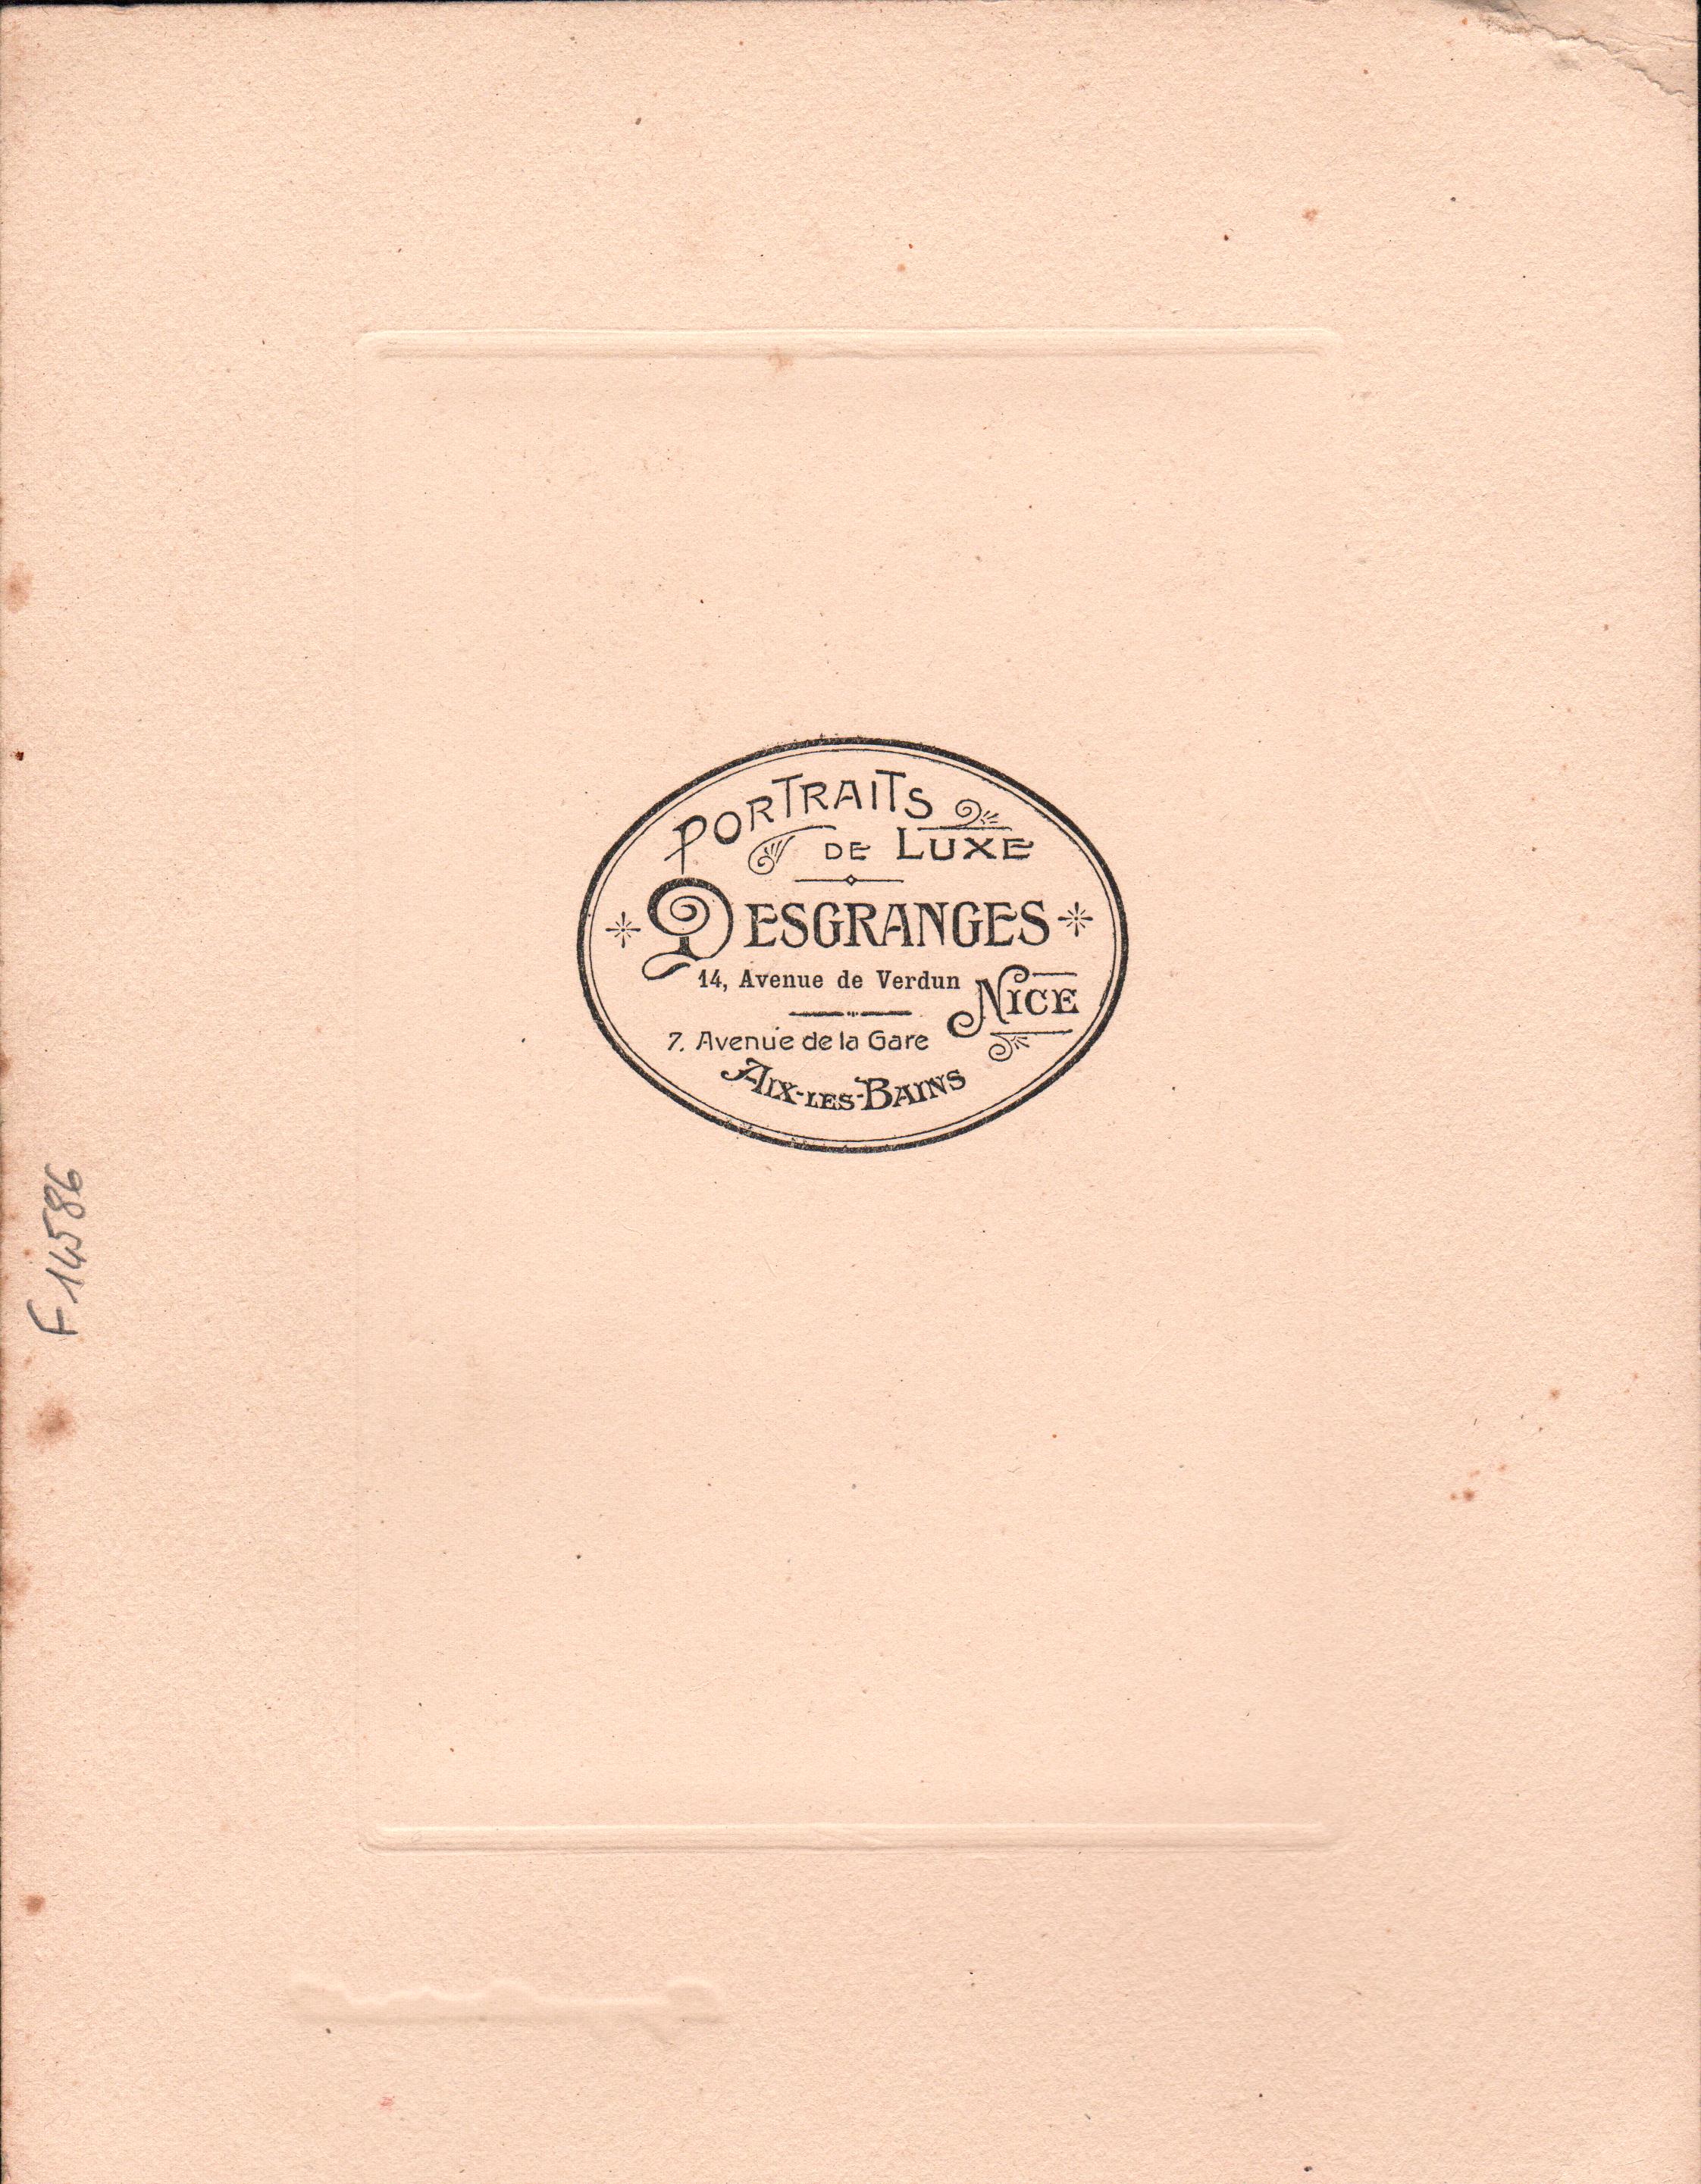 PORTRAITS
DE LUXE
DESGRANGES
14, Avenue de Verdun
NICE
7. Avenue de la Gare
AIX-LES-BAINS
F 14586